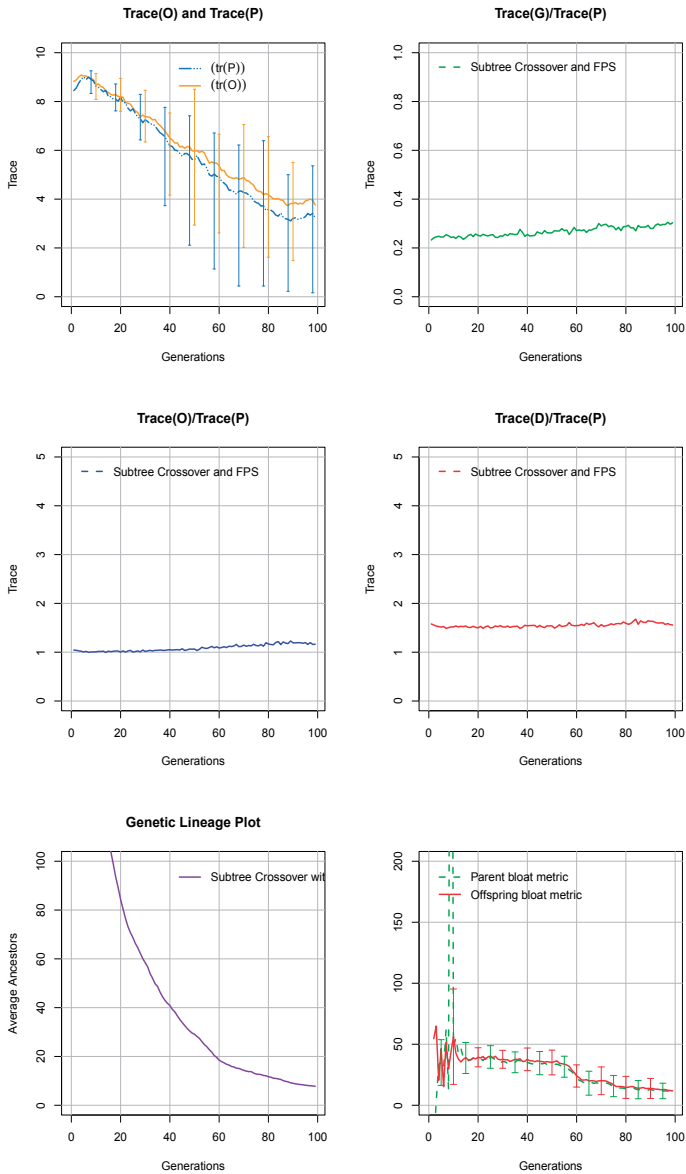 Trace(O) and Trace(P)
Trace
10
8
6
4
2
0
(tr(P))
(tr(O))
0 20 40 60 80 100
Generations
Trace(G)/Trace(P)
Trace
1.0
0.8
0.6
0.4
0.2
0.0
Subtree Crossover and FPS
0 20 40 60 80 100
Generations
Trace(O)/Trace(P)
Trace
5
4
3
2
1
0
Subtree Crossover and FPS
0 20 40 60 80 100
Generations
Trace(D)/Trace(P)
Trace
5
4
3
2
1
0
Subtree Crossover and FPS
0 20 40 60 80 100
Generations
Genetic Lineage Plot
Average Ancestors
100
80
60
40
20
0
Subtree Crossover wit
0 20 40 60 80 100
Generations
200
150
100
50
0
Parent bloat metric
Offspring bloat metric
0 20 40 60 80 100
Generations